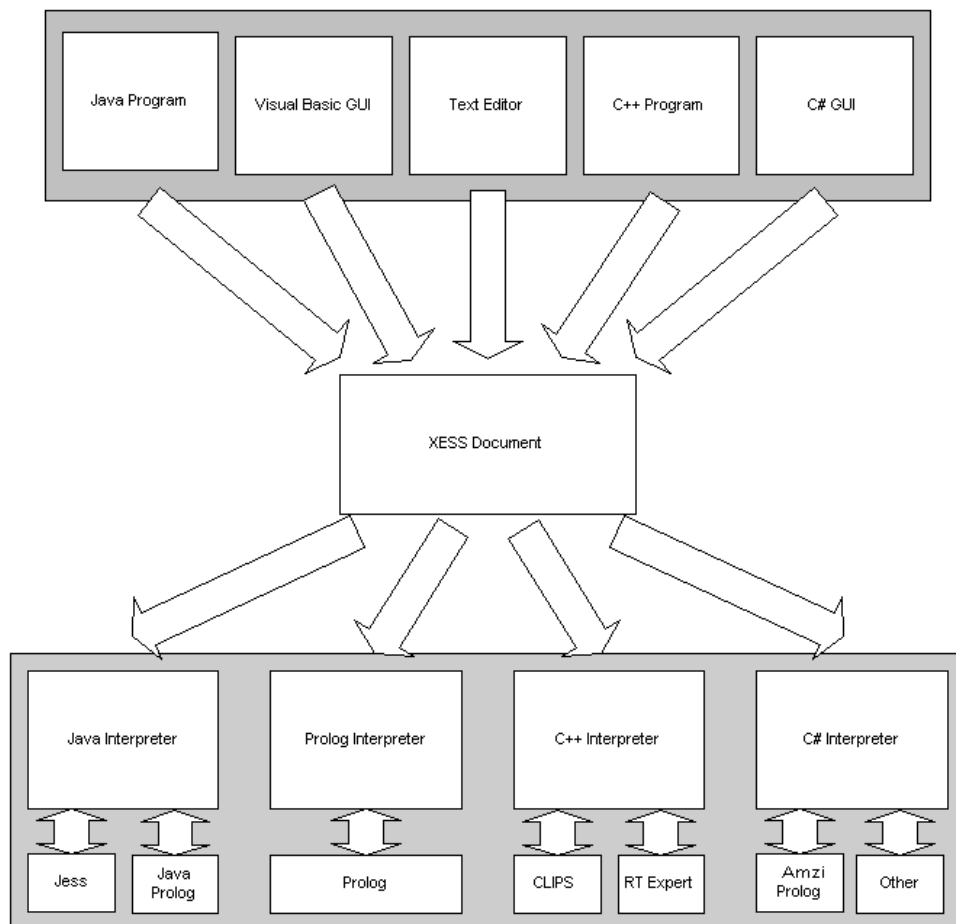 Java Program
Visual Basic GUI
Text Editor
C++ Program
C# GUI
XESS Document
Java Interpreter
Prolog Interpreter
C++ Interpreter
C# Interpreter
Jess
Java
Prolog
Prolog
CLIPS
RT Expert
Amzi
Prolog
Other